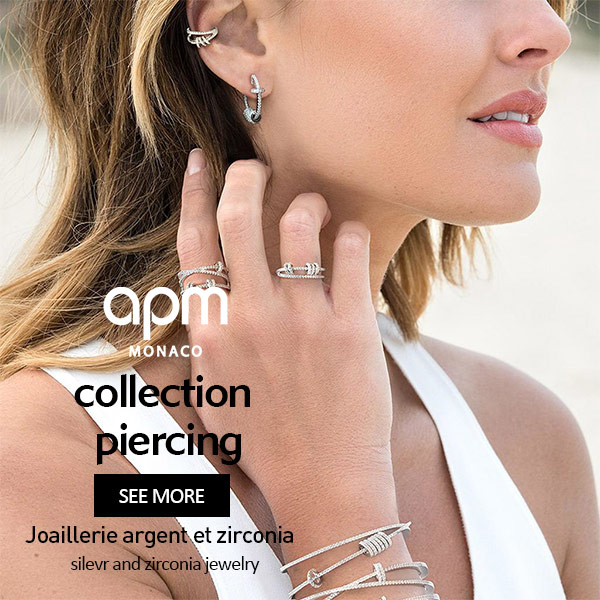 apm
MONACO
collection
piercing
SEE MORE
Joaillerie argent et zirconia
silevr and zirconia jewelry